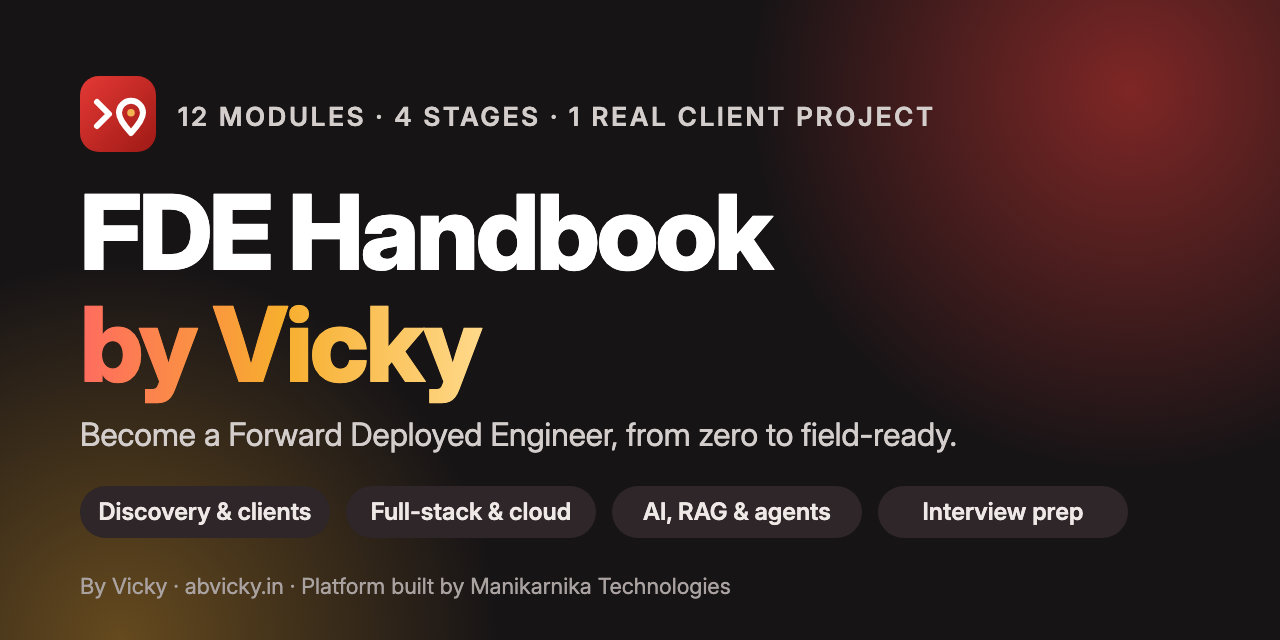 12 MODULES · 4 STAGES · 1 REAL CLIENT PROJECT
FDE Handbook
by Vicky
Become a Forward Deployed Engineer, from zero to field-ready.
Discovery & clients
Full-stack & cloud
AI, RAG & agents
Interview prep
By Vicky · abvicky.in · Platform built by Manikarnika Technologies